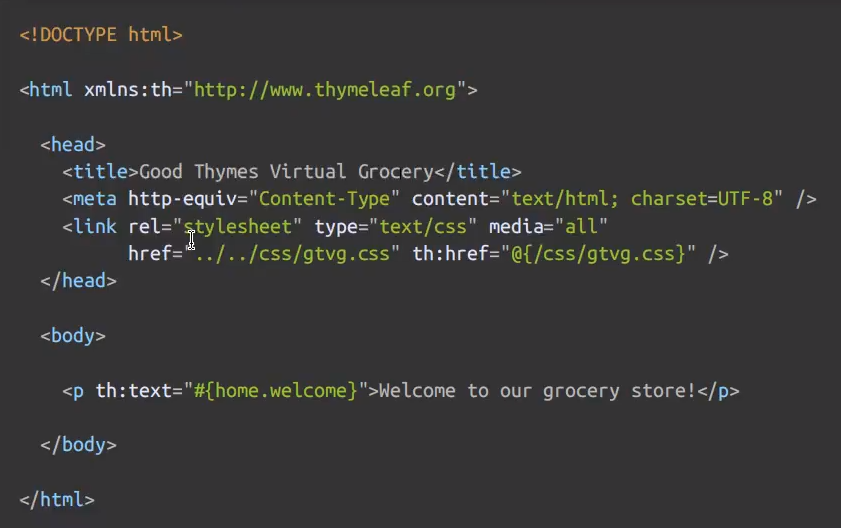 <!DOCTYPE html>
<html xmlns:th="http://www.thymeleaf.org">
<head>
<title>Good Thymes Virtual Grocery</title>
<meta http-equiv="Content-Type" content="text/html; charset=UTF-8" />
<link rel="stylesheet" type="text/css" media="all"
href="../../css/gtvg.css" th:href="@{/css/gtvg.css}" />
</head>
<body>
<p th:text="#{home.welcome}">Welcome to our grocery store!</p>
</body>
</html>